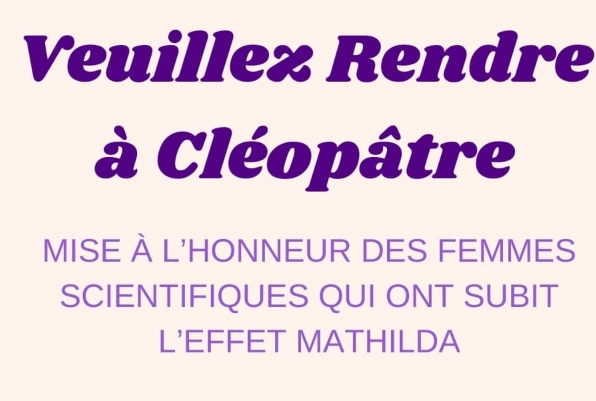 Veuillez Rendre
à Cléopâtre
MISE À L’HONNEUR DES FEMMES
SCIENTIFIQUES QUI ONT SUBIT
L’EFFET MATHILDA